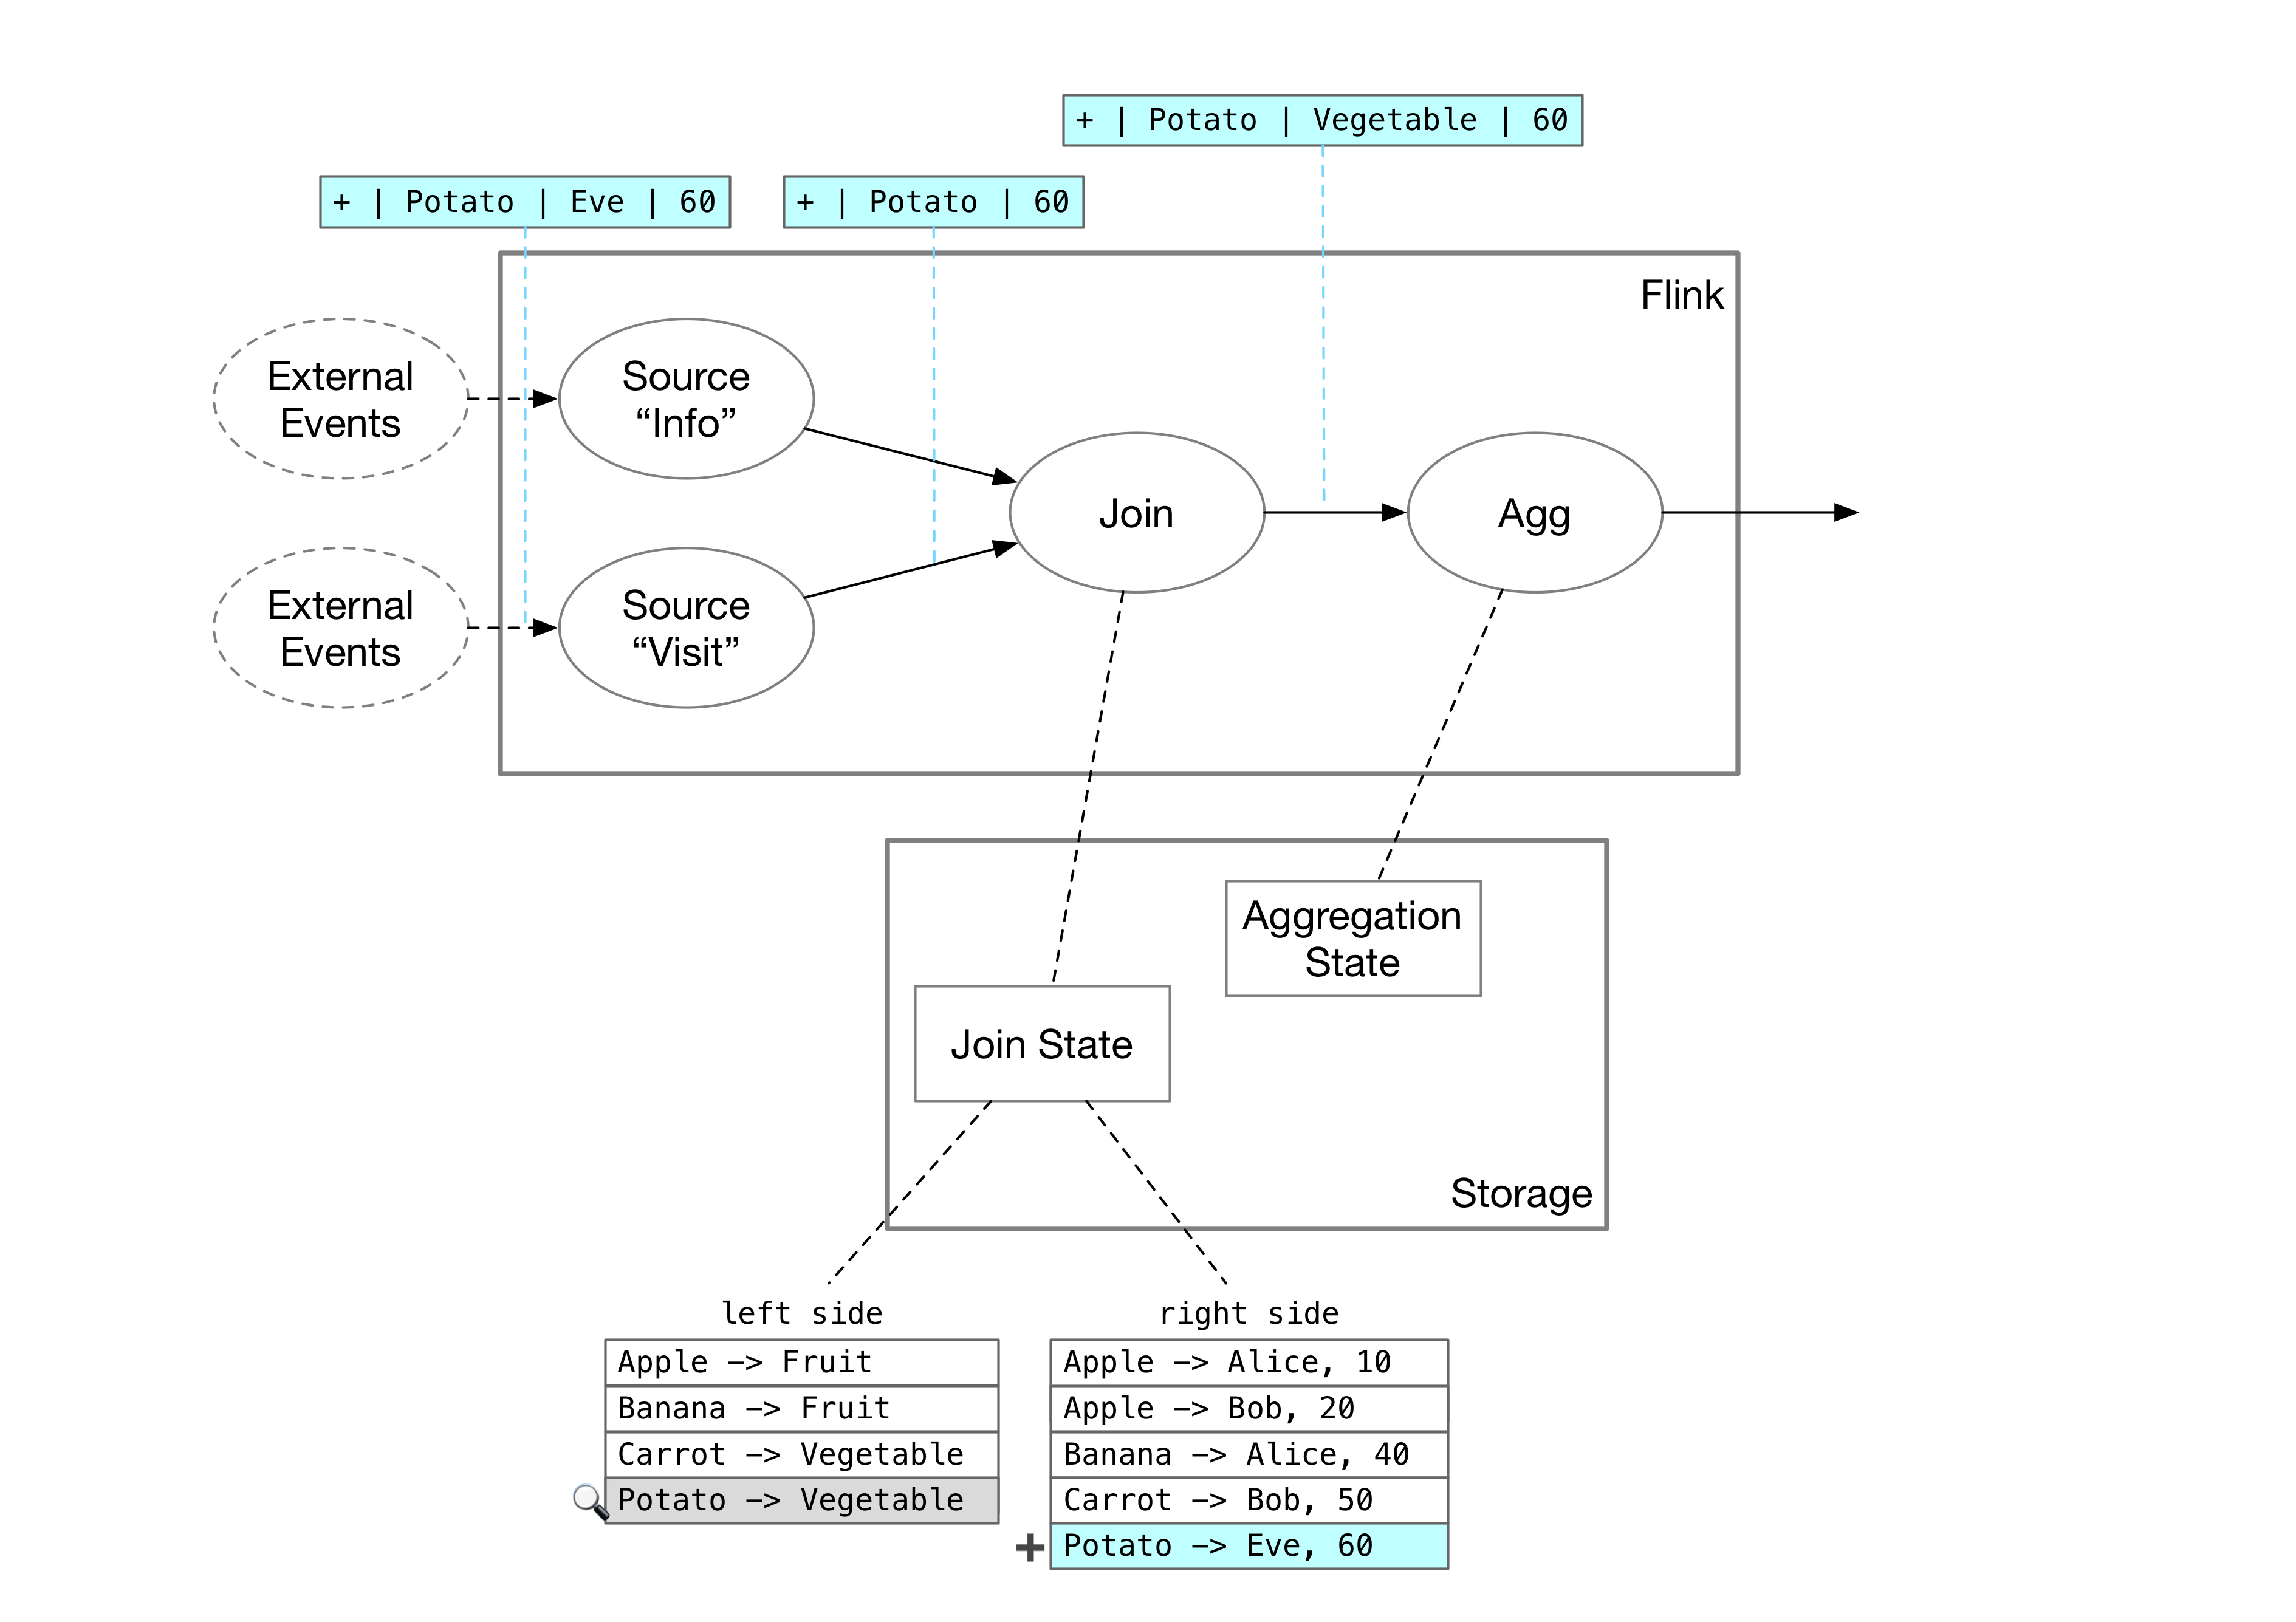 + | Potato | Vegetable | 60
+ | Potato | Eve | 60
+ | Potato | 60
Flink
External
Events
Source
“Info”
Join
Agg
External
Events
Source
“Visit”
Aggregation
State
Join State
Storage
left side
Apple –> Fruit
Banana –> Fruit
Carrot –> Vegetable
Potato –> Vegetable
right side
Apple –> Alice, 10
Apple –> Bob, 20
Banana –> Alice, 40
Carrot –> Bob, 50
+ Potato –> Eve, 60